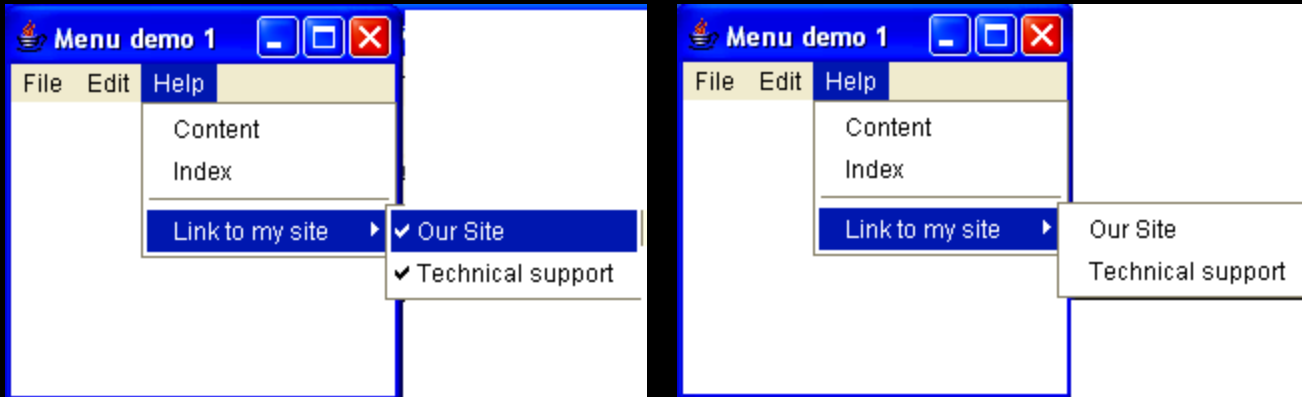 Menu demo 1
File Edit Help
Content
Index
Link to my site
Our Site
Technical support
Menu demo 1
File Edit Help
Content
Index
Link to my site
Our Site
Technical support